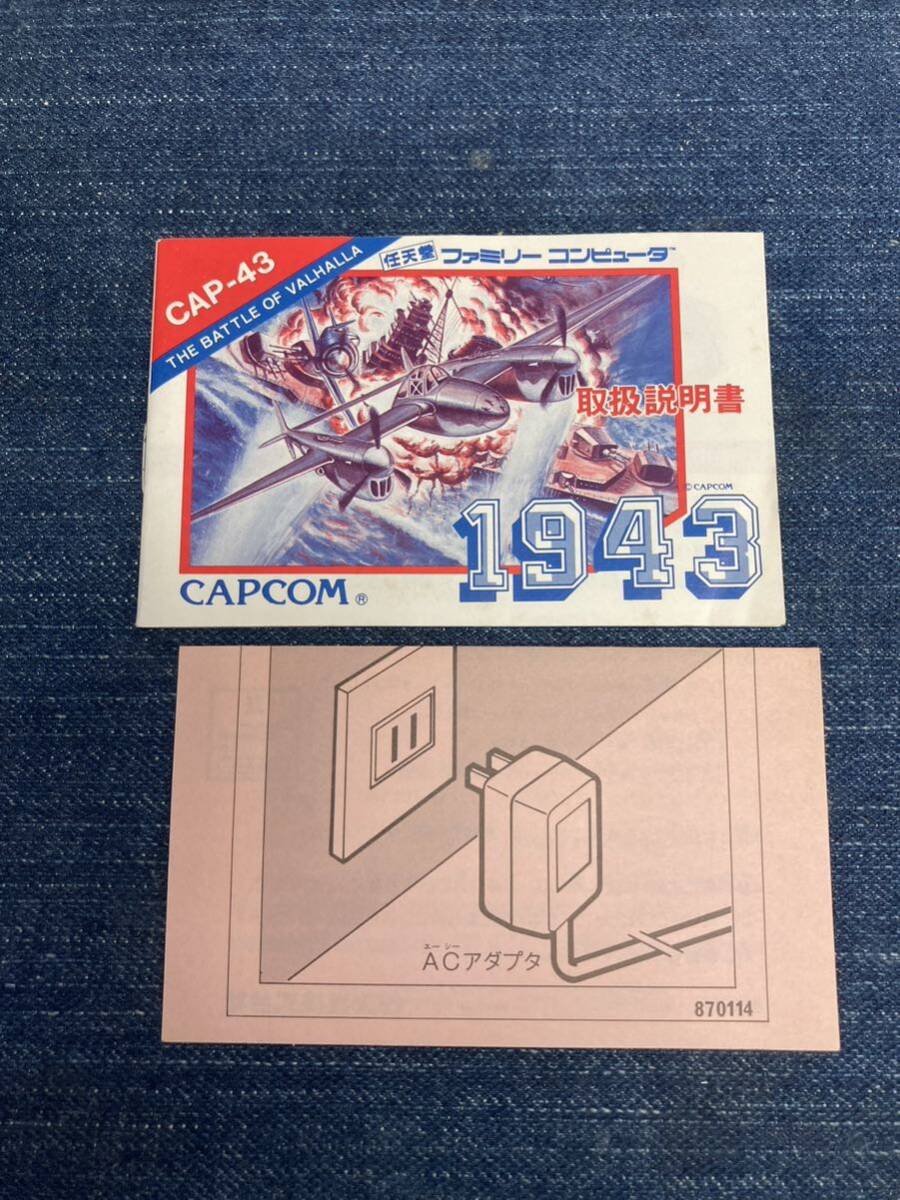 CAP-43
THE BATTLE OF VALHALLA
任天堂 ファミリー コンピュータ™
取扱説明書
©CAPCOM
1943
CAPCOM®
エー シー
ACアダプタ
870114